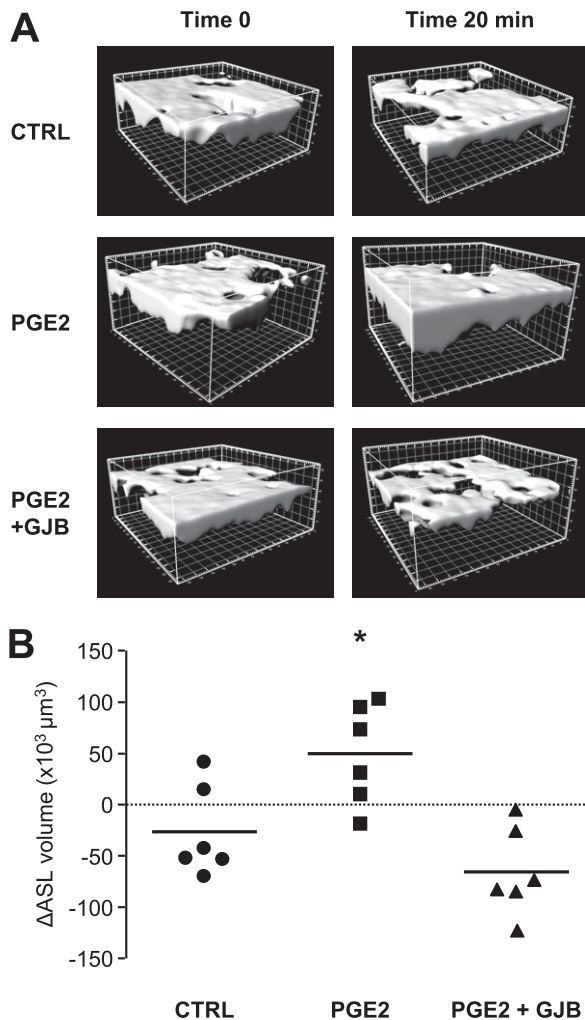 A
Time 0 Time 20 min
CTRL
PGE2
PGE2
+GJB
B
*
150
100
50
0
-50
-100
-150
ΔASL volume (x10³ µm³)
CTRL PGE2 PGE2 + GJB